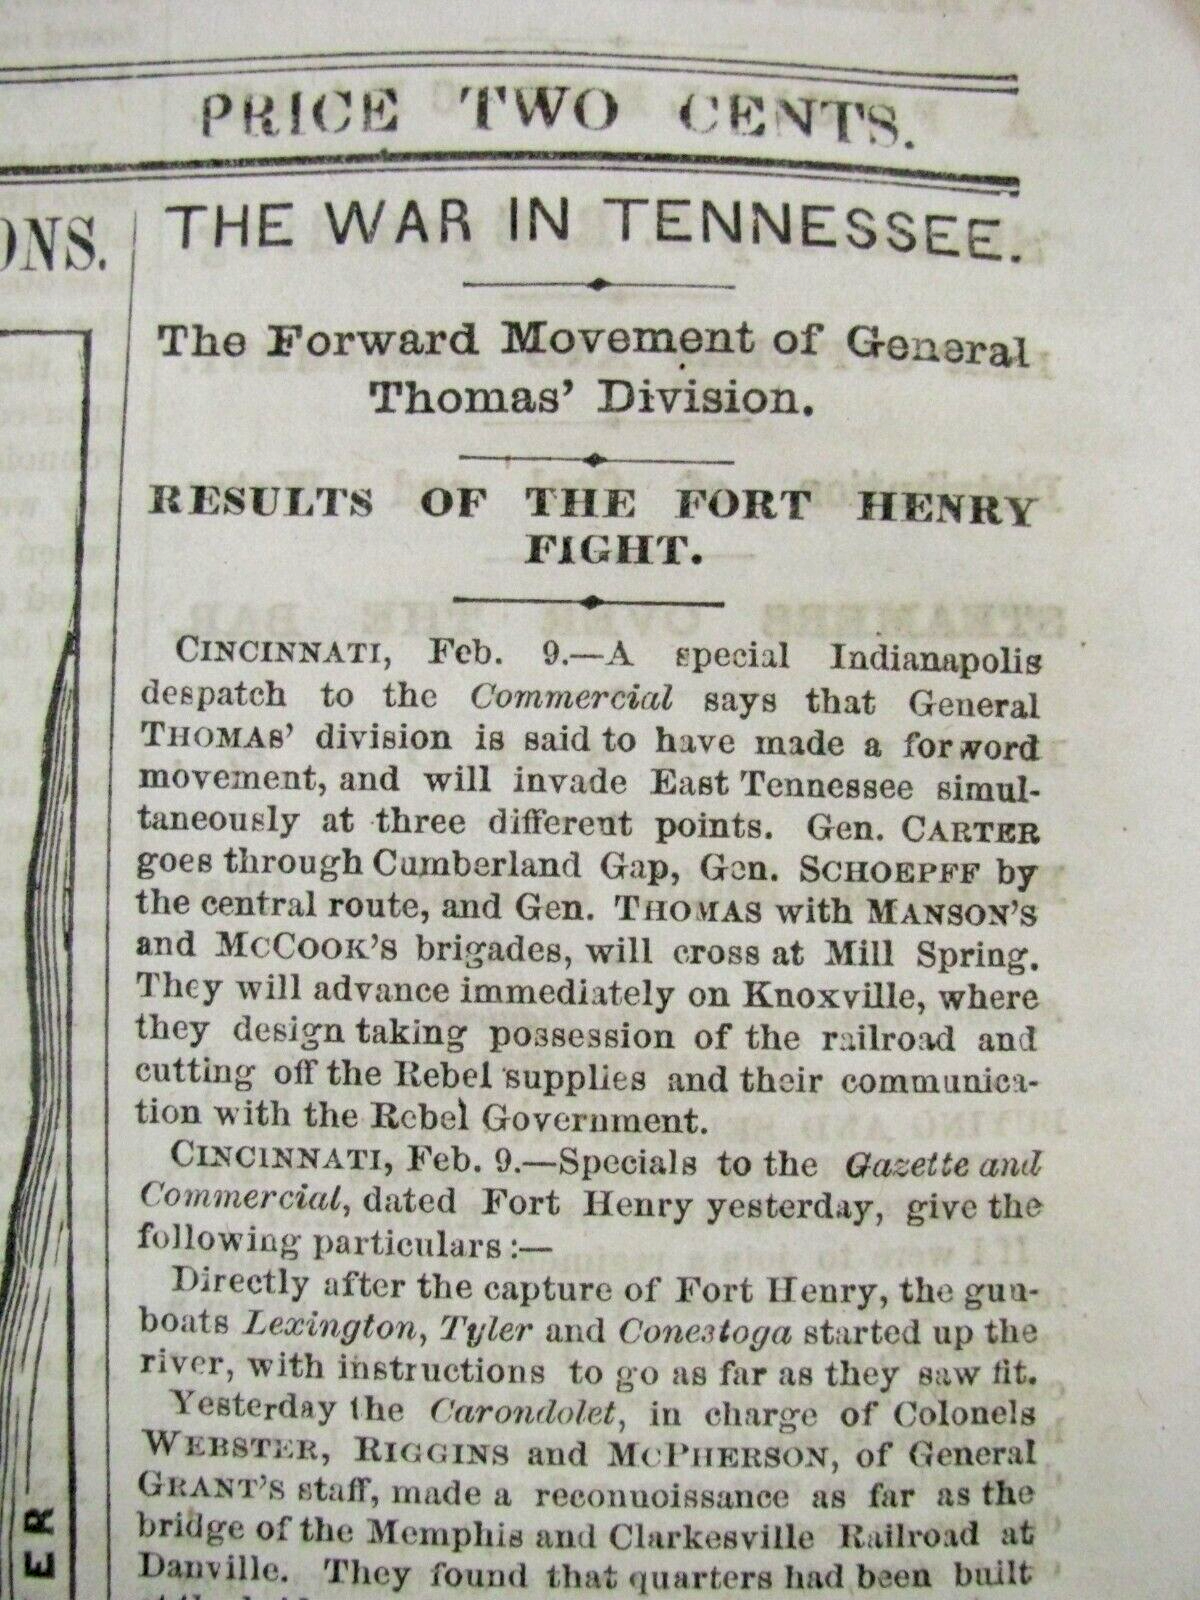 PRICE TWO CENTS.
ONS.
THE WAR IN TENNESSEE.
The Forward Movement of General
Thomas' Division.
RESULTS OF THE FORT HENRY
FIGHT.
CINCINNATI, Feb. 9.—A special Indianapolis
despatch to the Commercial says that General
THOMAS' division is said to have made a forword
movement, and will invade East Tennessee simul-
taneously at three different points. Gen. CARTER
goes through Cumberland Gap, Gen. SCHOEPFF by
the central route, and Gen. THOMAS with MANSON'S
and MCCOOK'S brigades, will cross at Mill Spring.
They will advance immediately on Knoxville, where
they design taking possession of the railroad and
cutting off the Rebel supplies and their communica-
tion with the Rebel Government.
CINCINNATI, Feb. 9.—Specials to the Gazette and
Commercial, dated Fort Henry yesterday, give the
following particulars:—
Directly after the capture of Fort Henry, the gun-
boats Lexington, Tyler and Conestoga started up the
river, with instructions to go as far as they saw fit.
Yesterday the Carondolet, in charge of Colonels
WEBSTER, RIGGINS and MCPHERSON, of General
GRANT'S staff, made a reconnoissance as far as the
bridge of the Memphis and Clarkesville Railroad at
Danville. They found that quarters had been built
ER